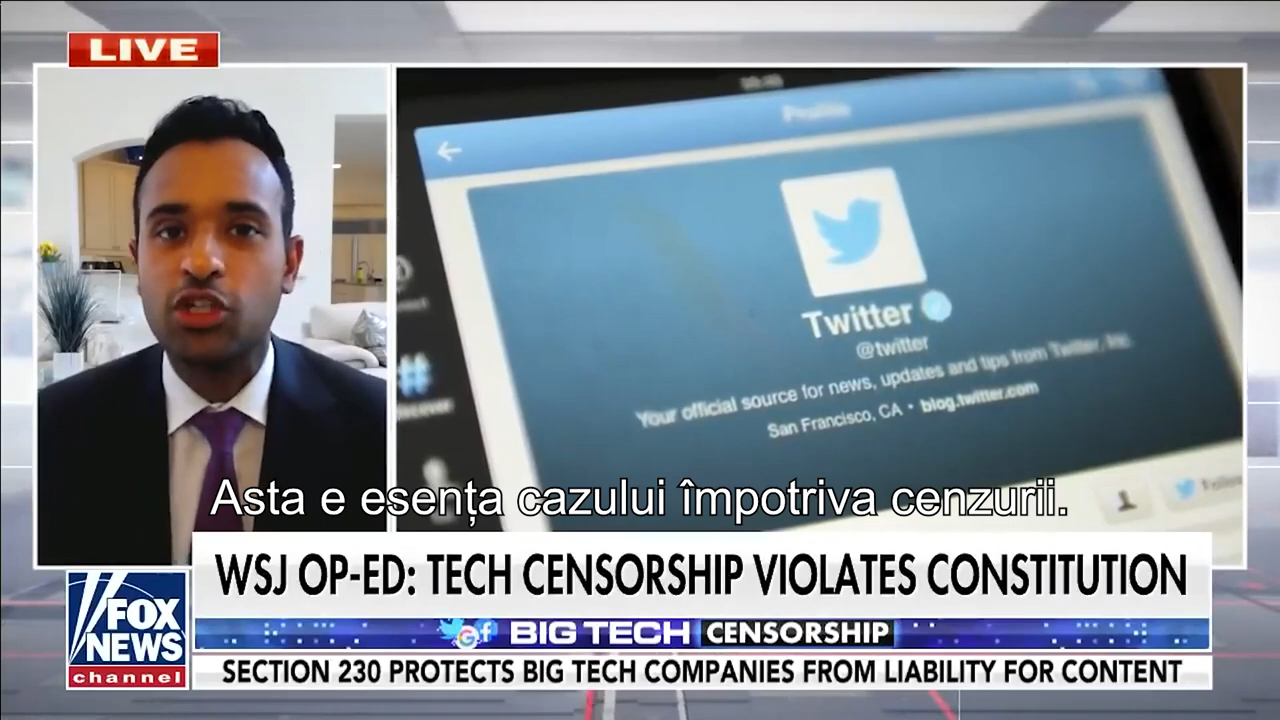 LIVE
Profile
Twitter
@twitter
Your official source for news, updates and tips from Twitter, Inc.
San Francisco, CA • blog.twitter.com
Asta e esența cazului împotriva cenzurii.
WSJ OP-ED: TECH CENSORSHIP VIOLATES CONSTITUTION
BIG TECH CENSORSHIP
FOX
NEWS
channel
SECTION 230 PROTECTS BIG TECH COMPANIES FROM LIABILITY FOR CONTENT